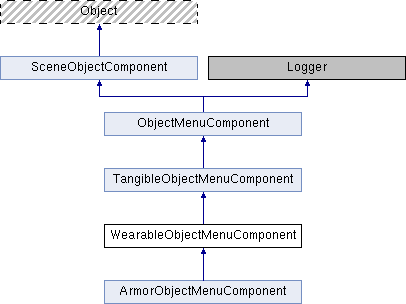 Object
SceneObjectComponent
Logger
ObjectMenuComponent
TangibleObjectMenuComponent
WearableObjectMenuComponent
ArmorObjectMenuComponent